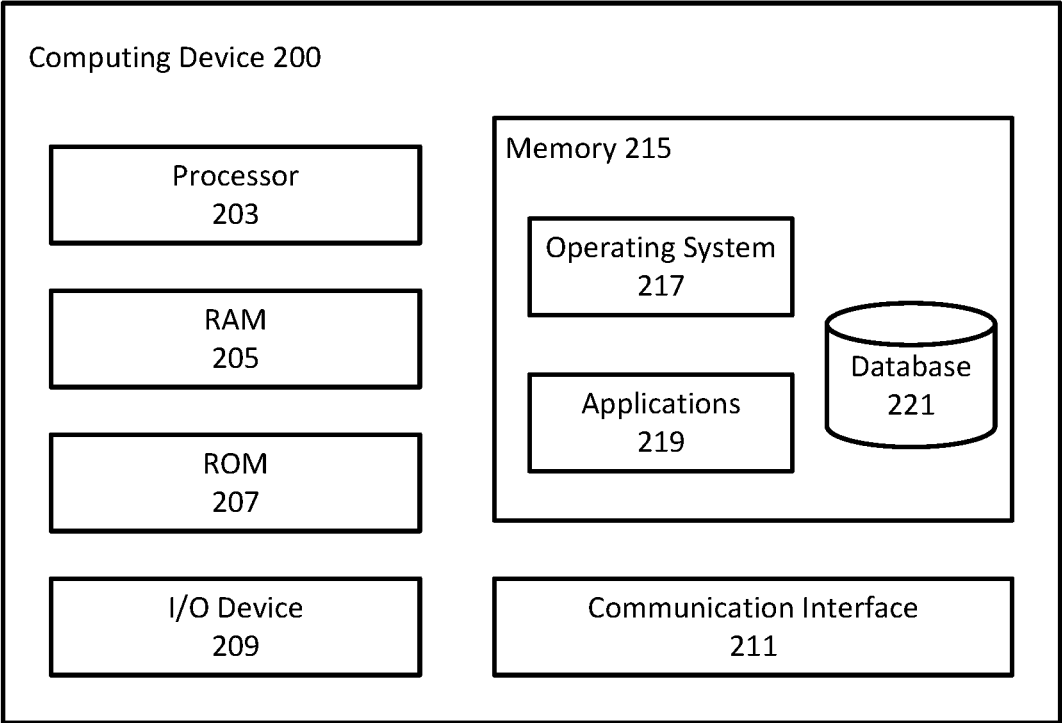 Computing Device 200
Processor
203
RAM
205
ROM
207
I/O Device
209
Memory 215
Operating System
217
Applications
219
Database
221
Communication Interface
211